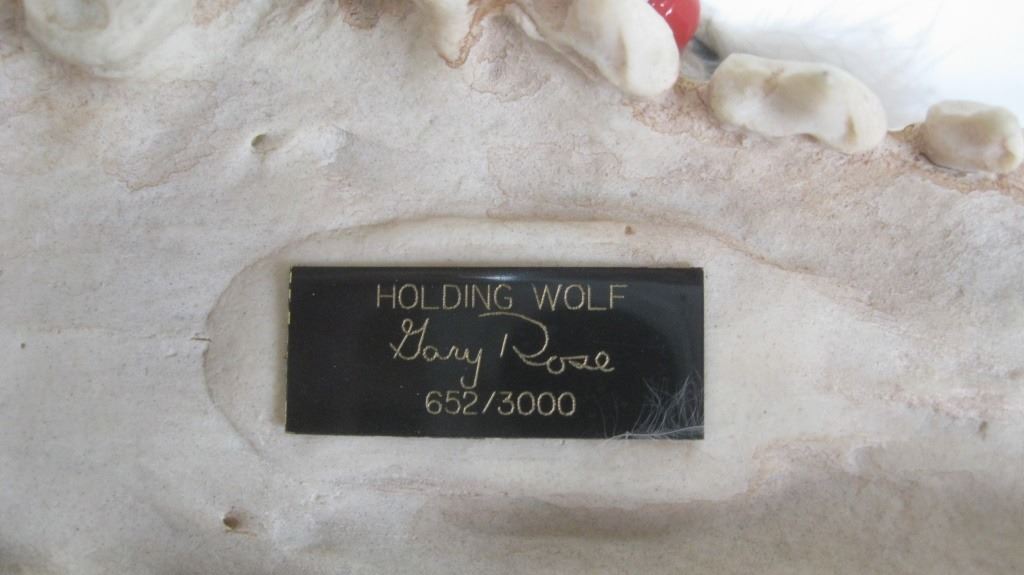 HOLDING WOLF
Gary Rose
652/3000